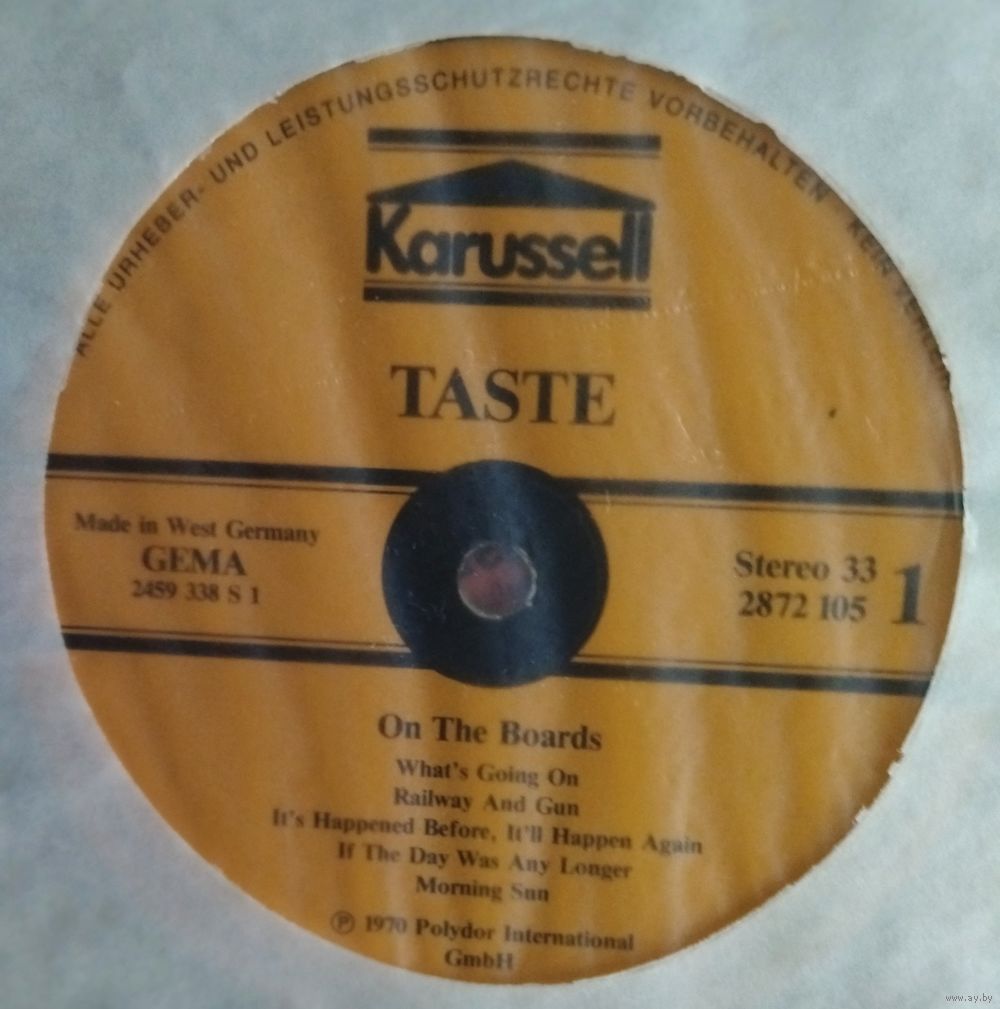 ALLE URHEBER- UND LEISTUNGSSCHUTZRECHTE VORBEHALTEN KEIN
Karussell
TASTE
Made in West Germany
GEMA
2459 338 S 1
Stereo 33
2872 105
1
On The Boards
What's Going On
Railway And Gun
It's Happened Before, It'll Happen Again
If The Day Was Any Longer
Morning Sun
Ⓟ 1970 Polydor International
GmbH
www.ay.by